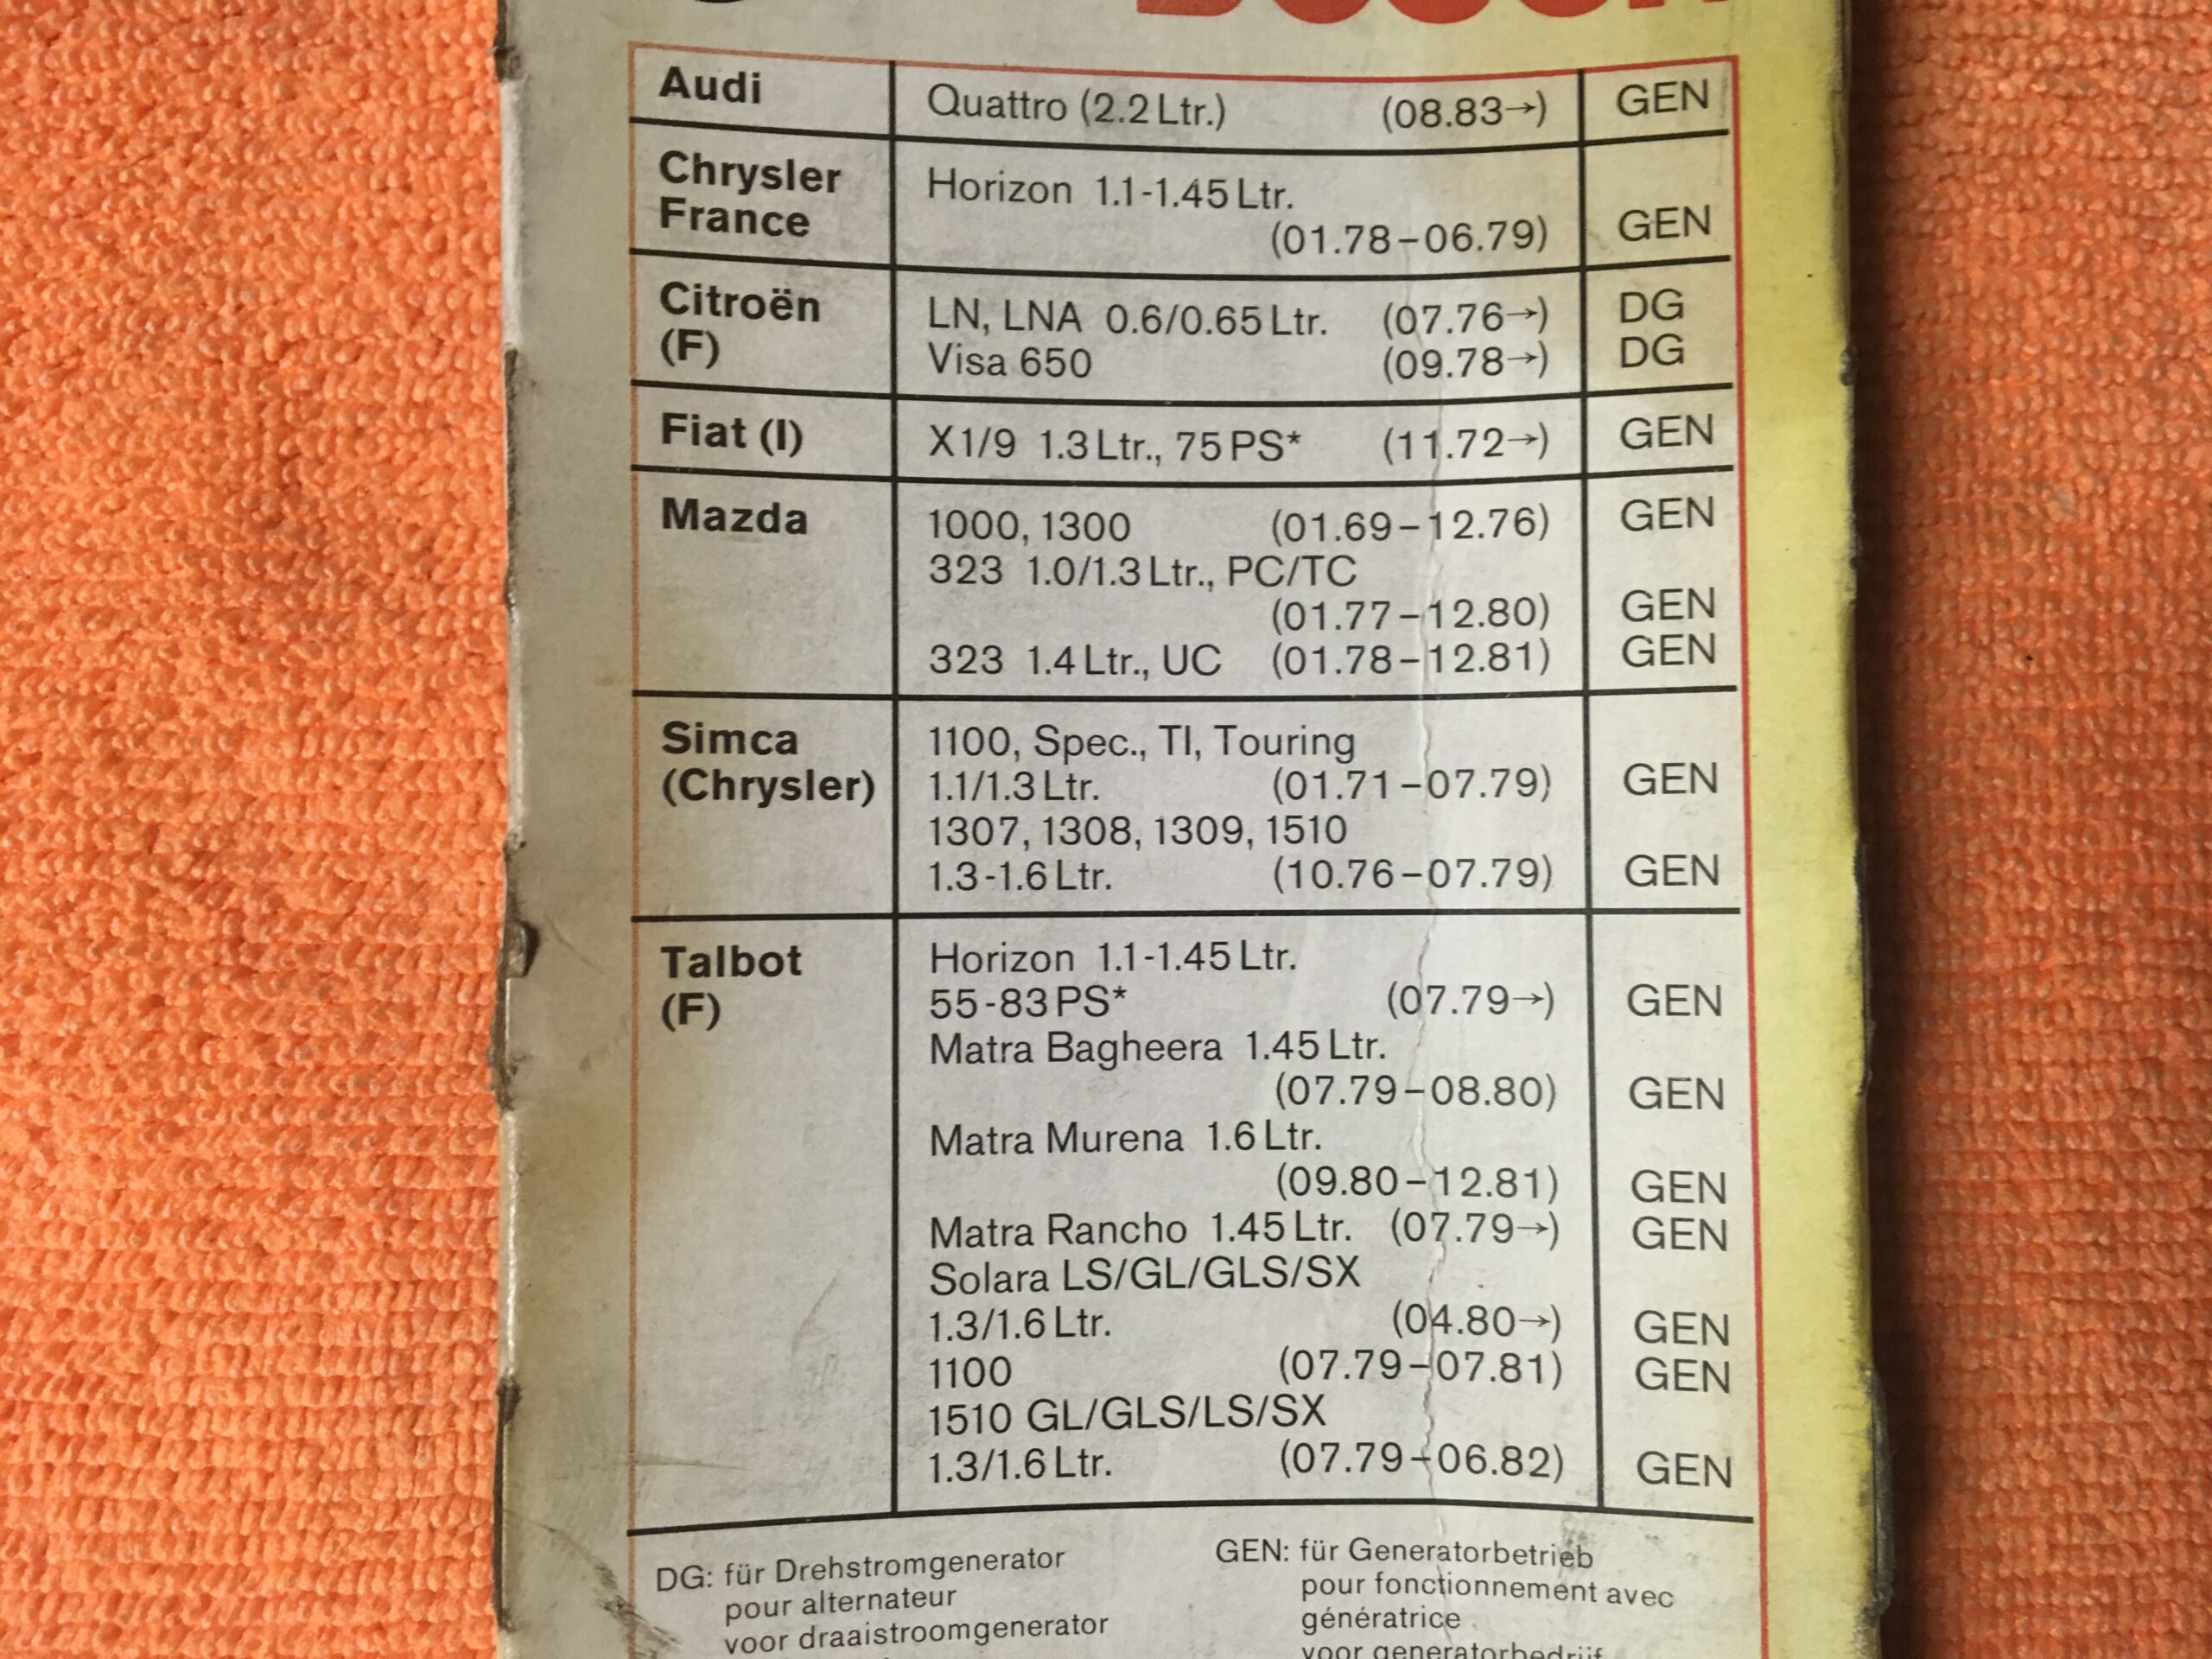 BOSCH
Audi Quattro (2.2 Ltr.) (08.83→) GEN
Chrysler France Horizon 1.1-1.45 Ltr.
(01.78–06.79) GEN
Citroën (F) LN, LNA 0.6/0.65 Ltr. (07.76→) DG
Visa 650 (09.78→) DG
Fiat (I) X1/9 1.3 Ltr., 75 PS* (11.72→) GEN
Mazda 1000, 1300 (01.69–12.76) GEN
323 1.0/1.3 Ltr., PC/TC
(01.77–12.80) GEN
323 1.4 Ltr., UC (01.78–12.81) GEN
Simca (Chrysler) 1100, Spec., TI, Touring
1.1/1.3 Ltr. (01.71–07.79) GEN
1307, 1308, 1309, 1510
1.3-1.6 Ltr. (10.76–07.79) GEN
Talbot (F) Horizon 1.1-1.45 Ltr.
55-83 PS* (07.79→) GEN
Matra Bagheera 1.45 Ltr.
(07.79–08.80) GEN
Matra Murena 1.6 Ltr.
(09.80–12.81) GEN
Matra Rancho 1.45 Ltr. (07.79→) GEN
Solara LS/GL/GLS/SX
1.3/1.6 Ltr. (04.80→) GEN
1100 (07.79–07.81) GEN
1510 GL/GLS/LS/SX
1.3/1.6 Ltr. (07.79–06.82) GEN
DG: für Drehstromgenerator
pour alternateur
voor draaistroomgenerator
GEN: für Generatorbetrieb
pour fonctionnement avec
génératrice
voor generatorbedrijf